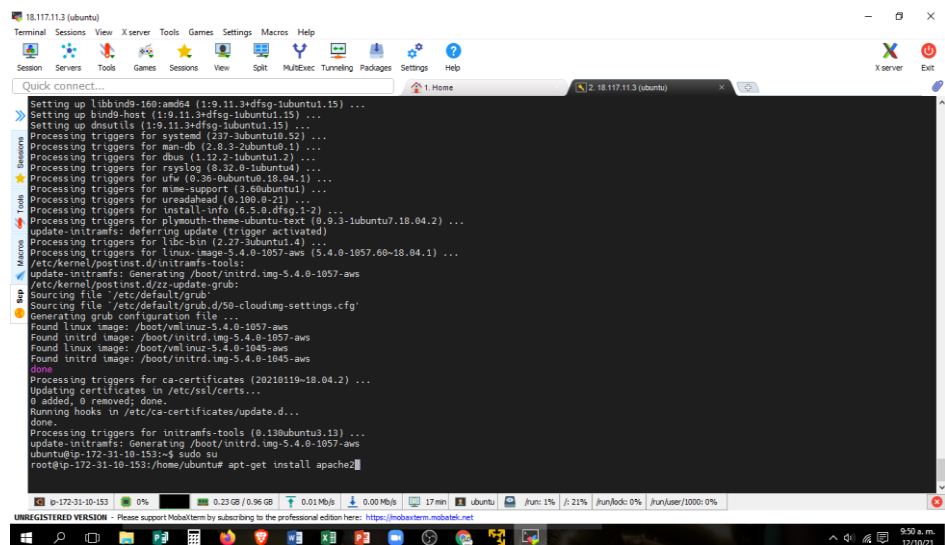 18.117.11.3 (ubuntu)
Terminal Sessions View X server Tools Games Settings Macros Help
Session Servers Tools Games Sessions View Split MultiExec Tunneling Packages Settings Help X server Exit
Quick connect... 1. Home 2. 18.117.11.3 (ubuntu)
Sessions
Tools
Macros
Sep
Setting up libbind9-160:amd64 (1:9.11.3+dfsg-1ubuntu1.15) ...
Setting up bind9-host (1:9.11.3+dfsg-1ubuntu1.15) ...
Setting up dnsutils (1:9.11.3+dfsg-1ubuntu1.15) ...
Processing triggers for systemd (237-3ubuntu10.52) ...
Processing triggers for man-db (2.8.3-2ubuntu0.1) ...
Processing triggers for dbus (1.12.2-1ubuntu1.2) ...
Processing triggers for rsyslog (8.32.0-1ubuntu4) ...
Processing triggers for ufw (0.36-0ubuntu0.18.04.1) ...
Processing triggers for mime-support (3.60ubuntu1) ...
Processing triggers for ureadahead (0.100.0-21) ...
Processing triggers for install-info (6.5.0.dfsg.1-2) ...
Processing triggers for plymouth-theme-ubuntu-text (0.9.3-1ubuntu7.18.04.2) ...
update-initramfs: deferring update (trigger activated)
Processing triggers for libc-bin (2.27-3ubuntu1.4) ...
Processing triggers for linux-image-5.4.0-1057-aws (5.4.0-1057.60~18.04.1) ...
/etc/kernel/postinst.d/initramfs-tools:
update-initramfs: Generating /boot/initrd.img-5.4.0-1057-aws
/etc/kernel/postinst.d/zz-update-grub:
Sourcing file `/etc/default/grub'
Sourcing file `/etc/default/grub.d/50-cloudimg-settings.cfg'
Generating grub configuration file ...
Found linux image: /boot/vmlinuz-5.4.0-1057-aws
Found initrd image: /boot/initrd.img-5.4.0-1057-aws
Found linux image: /boot/vmlinuz-5.4.0-1045-aws
Found initrd image: /boot/initrd.img-5.4.0-1045-aws
done
Processing triggers for ca-certificates (20210119~18.04.2) ...
Updating certificates in /etc/ssl/certs...
0 added, 0 removed; done.
Running hooks in /etc/ca-certificates/update.d...
done.
Processing triggers for initramfs-tools (0.130ubuntu3.13) ...
update-initramfs: Generating /boot/initrd.img-5.4.0-1057-aws
ubuntu@ip-172-31-10-153:~$ sudo su
root@ip-172-31-10-153:/home/ubuntu# apt-get install apache2
ip-172-31-10-153 0% 0.23 GB / 0.96 GB 0.01 Mb/s 0.00 Mb/s 17 min ubuntu /run: 1% /: 21% /run/lock: 0% /run/user/1000: 0%
UNREGISTERED VERSION - Please support MobaXterm by subscribing to the professional edition here: https://mobaxterm.mobatek.net
9:50 a. m.
12/10/21